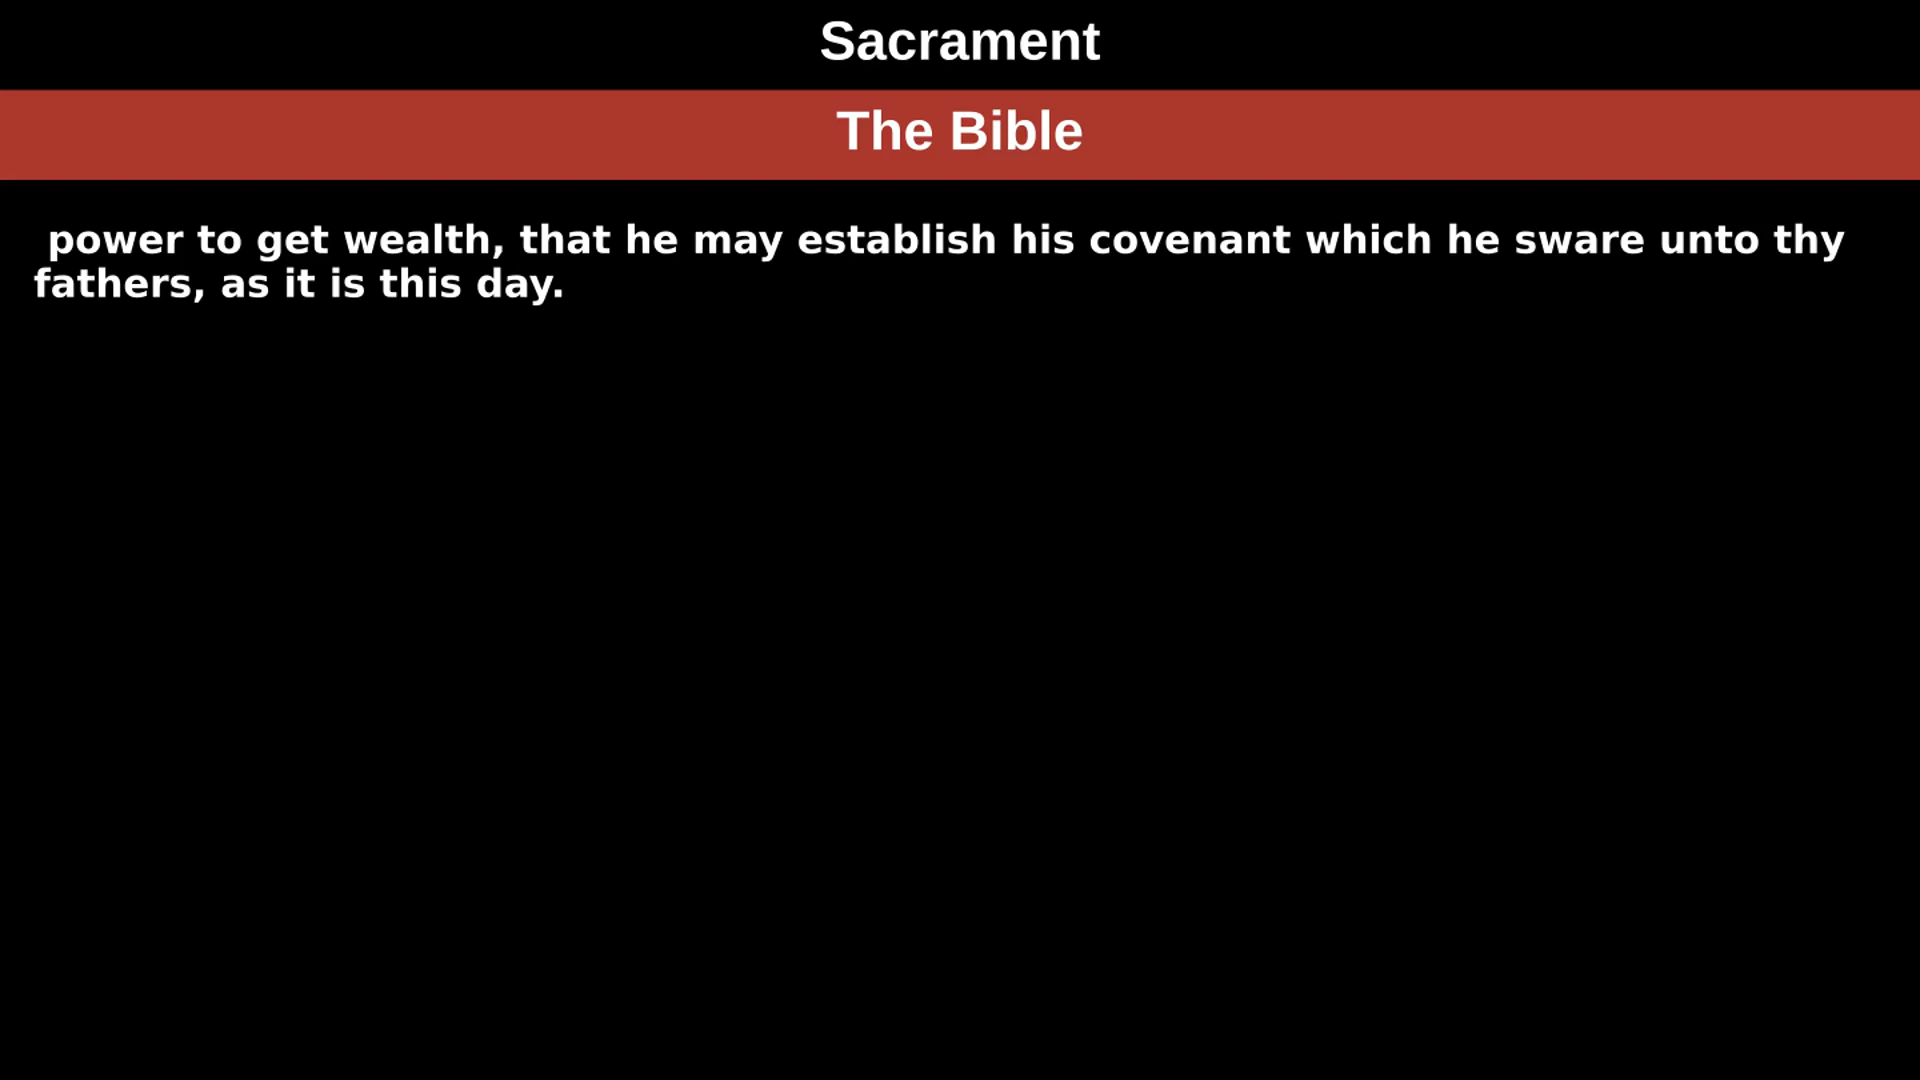 Sacrament
The Bible
power to get wealth, that he may establish his covenant which he sware unto thy
fathers, as it is this day.